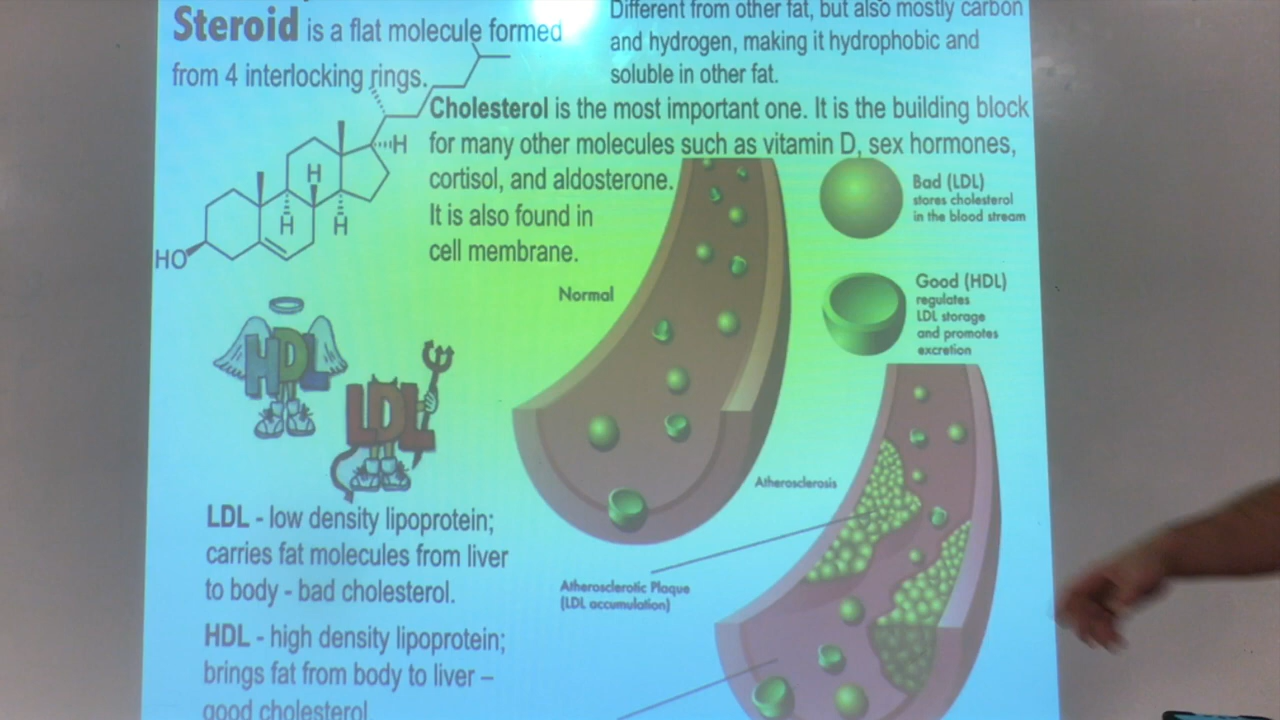 Steroid is a flat molecule formed
from 4 interlocking rings.
Different from other fat, but also mostly carbon
and hydrogen, making it hydrophobic and
soluble in other fat.
Cholesterol is the most important one. It is the building block
for many other molecules such as vitamin D, sex hormones,
cortisol, and aldosterone.
It is also found in
cell membrane.
H
H
H
H
HO
Normal
Bad (LDL)
stores cholesterol
in the blood stream
Good (HDL)
regulates
LDL storage
and promotes
excretion
HDL
LDL
Atherosclerosis
Atherosclerotic Plaque
(LDL accumulation)
LDL - low density lipoprotein;
carries fat molecules from liver
to body - bad cholesterol.
HDL - high density lipoprotein;
brings fat from body to liver –
good cholesterol.